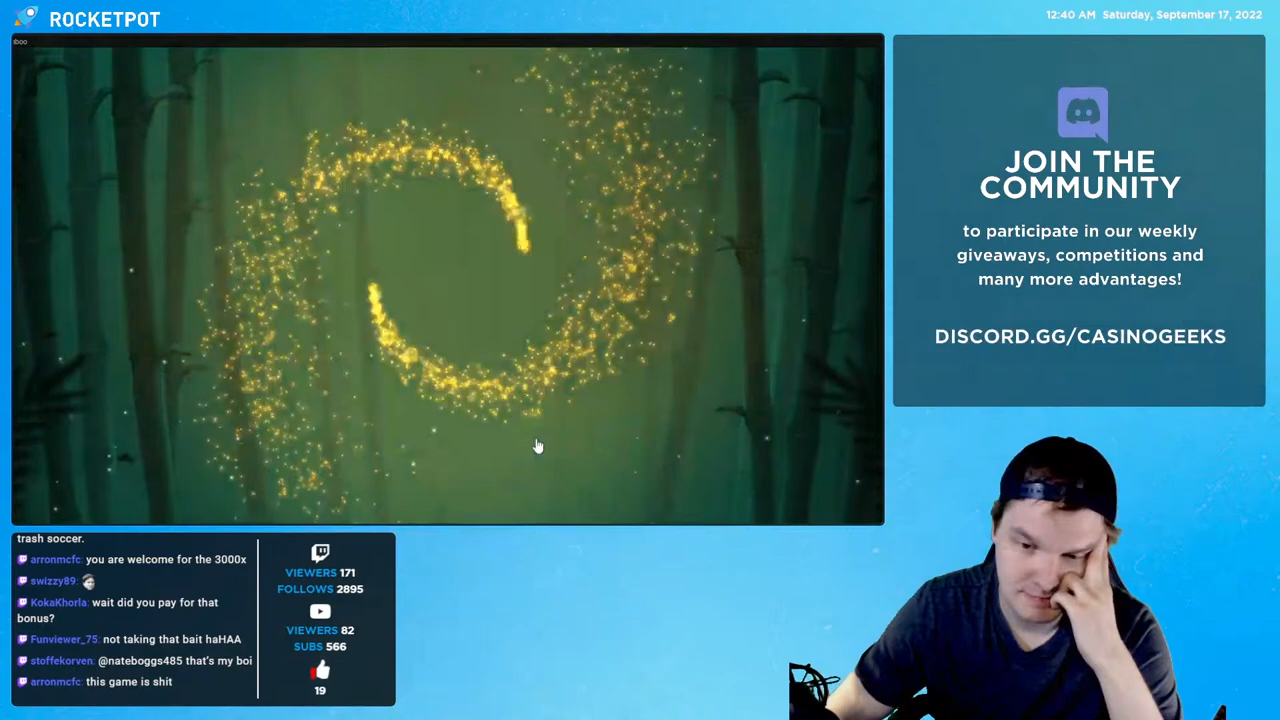 ROCKETPOT
12:40 AM Saturday, September 17, 2022
iboo
JOIN THE
COMMUNITY
to participate in our weekly
giveaways, competitions and
many more advantages!
DISCORD.GG/CASINOGEEKS
trash soccer.
arronmcfc: you are welcome for the 3000x
swizzy89:
KokaKhorla: wait did you pay for that
bonus?
Funviewer_75: not taking that bait haHAA
stoffekorven: @nateboggs485 that's my boi
arronmcfc: this game is shit
VIEWERS 171
FOLLOWS 2895
VIEWERS 82
SUBS 566
19